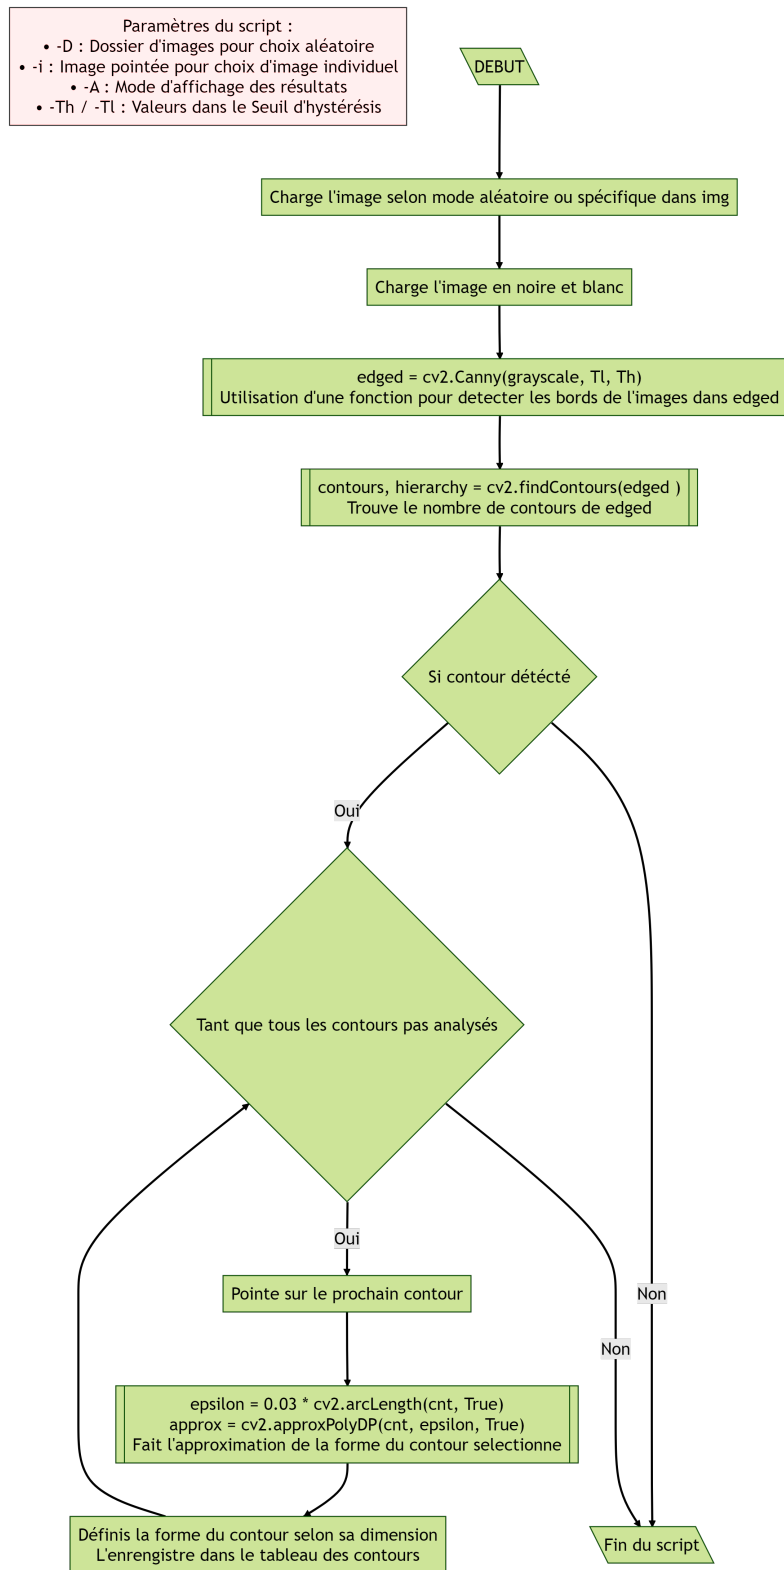 Paramètres du script :
• -D : Dossier d'images pour choix aléatoire
• -i : Image pointée pour choix d'image individuel
• -A : Mode d'affichage des résultats
• -Th / -Tl : Valeurs dans le Seuil d'hystérésis
DEBUT
Charge l'image selon mode aléatoire ou spécifique dans img
Charge l'image en noire et blanc
edged = cv2.Canny(grayscale, Tl, Th)
Utilisation d'une fonction pour detecter les bords de l'images dans edged
contours, hierarchy = cv2.findContours(edged )
Trouve le nombre de contours de edged
Si contour détécté
Oui
Tant que tous les contours pas analysés
Oui
Pointe sur le prochain contour
Non
Non
epsilon = 0.03 * cv2.arcLength(cnt, True)
approx = cv2.approxPolyDP(cnt, epsilon, True)
Fait l'approximation de la forme du contour selectionne
Définis la forme du contour selon sa dimension
L'enrengistre dans le tableau des contours
Fin du script